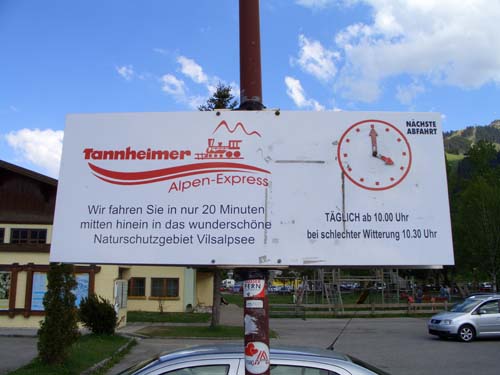 Tannheimer
Alpen-Express
Wir fahren Sie in nur 20 Minuten
mitten hinein in das wunderschöne
Naturschutzgebiet Vilsalpsee
NÄCHSTE
ABFAHRT
TÄGLICH ab 10.00 Uhr
bei schlechter Witterung 10.30 Uhr
FERN